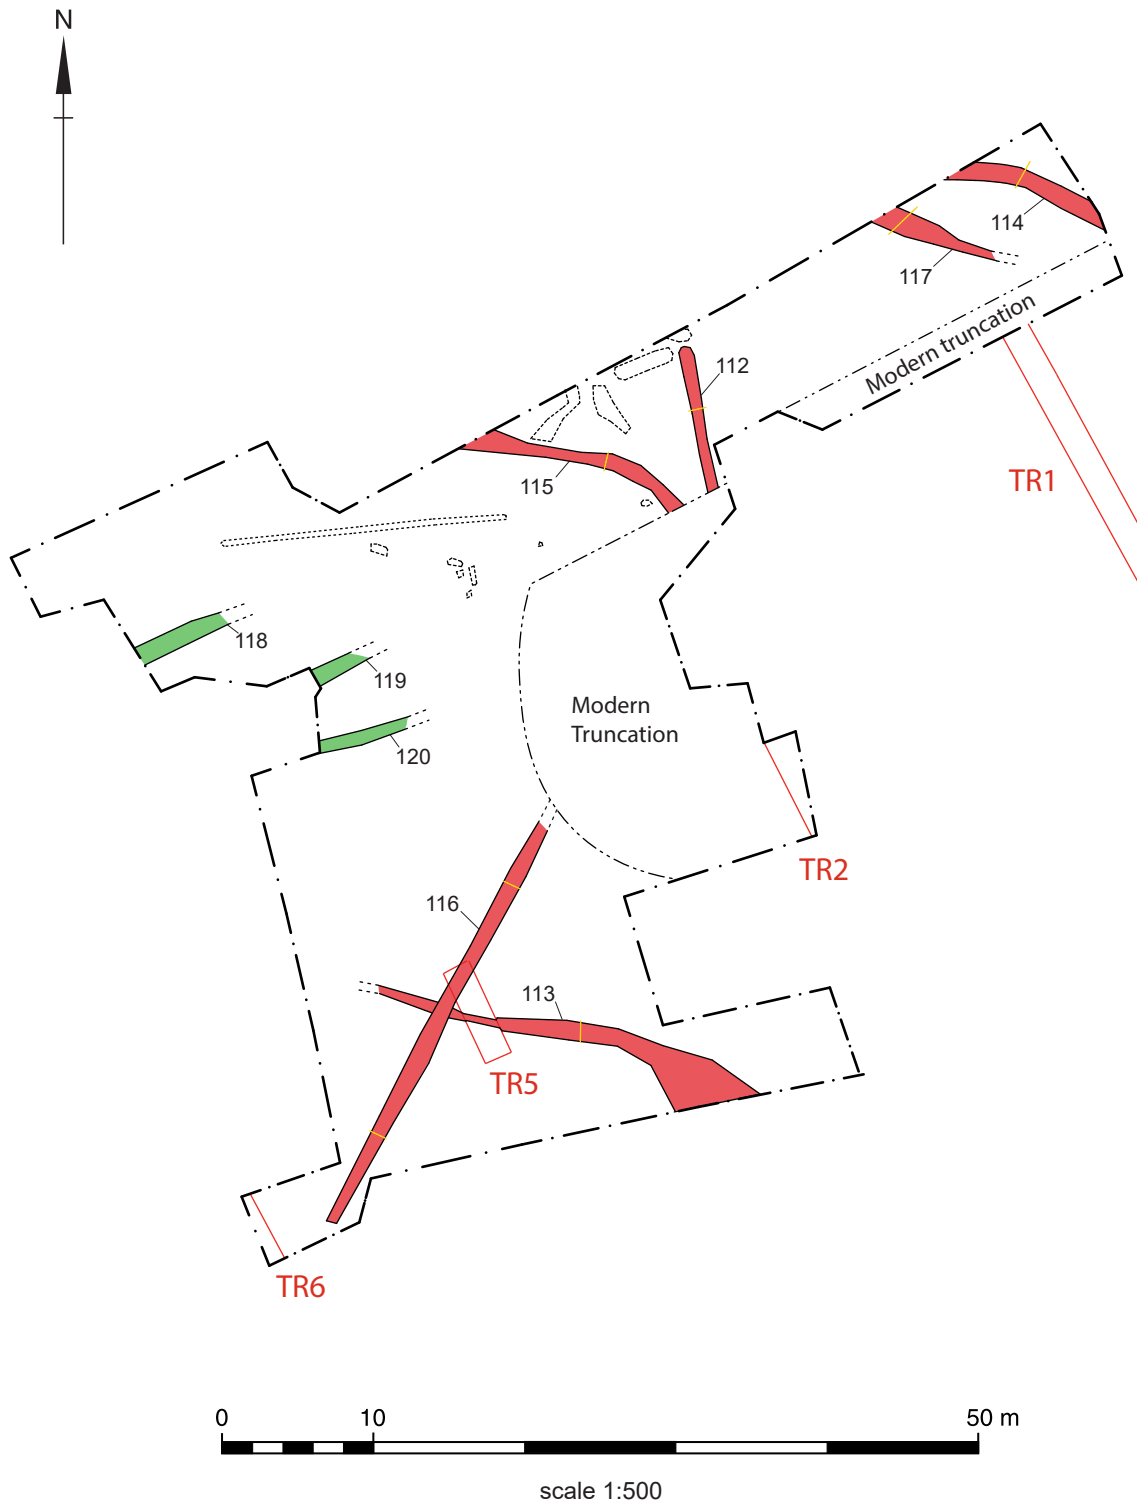 N
114
117
Modern truncation
112
TR1
115
118
119
Modern
Truncation
120
TR2
116
113
TR5
TR6
0 10 50 m
scale 1:500